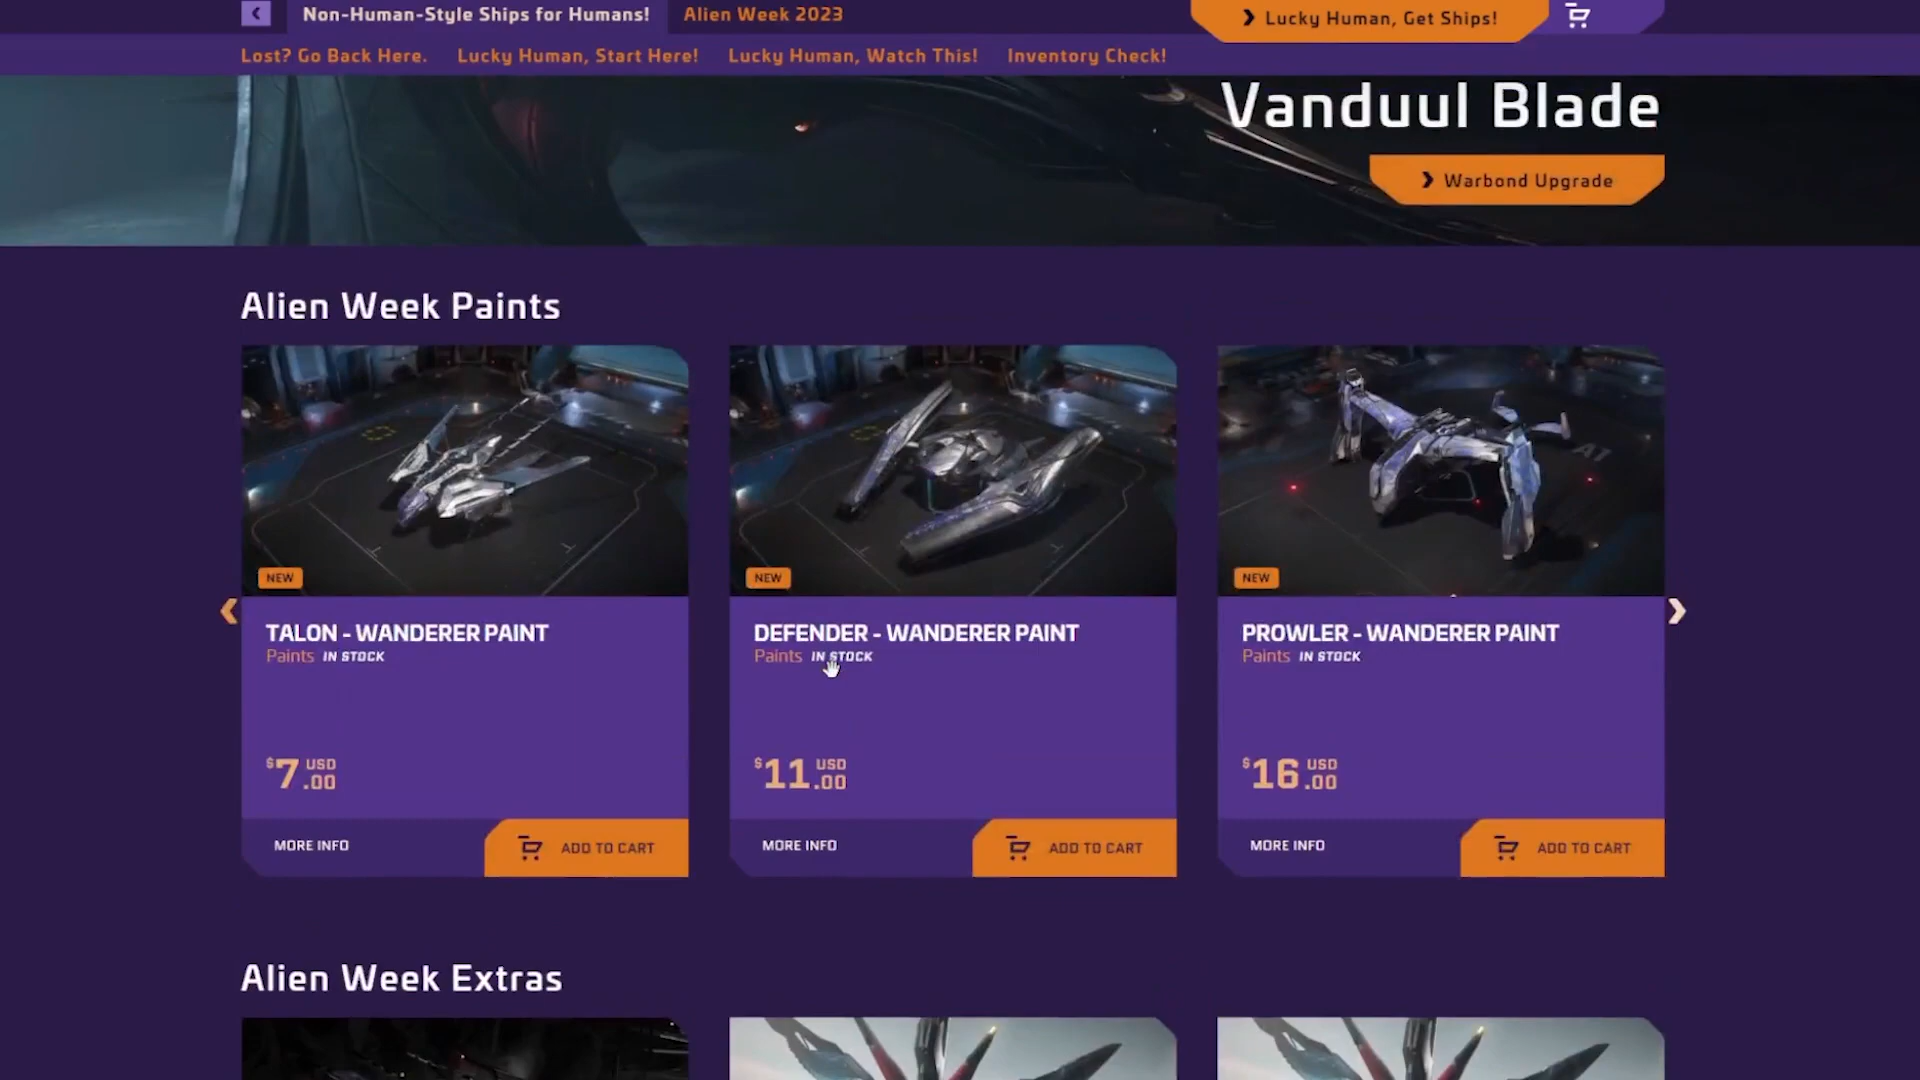 Non-Human-Style Ships for Humans!
Alien Week 2023
Lucky Human, Get Ships!
Lost? Go Back Here.
Lucky Human, Start Here!
Lucky Human, Watch This!
Inventory Check!
Vanduul Blade
Warbond Upgrade
Alien Week Paints
NEW
TALON - WANDERER PAINT
Paints IN STOCK
$7.00 USD
MORE INFO
ADD TO CART
NEW
DEFENDER - WANDERER PAINT
Paints IN STOCK
$11.00 USD
MORE INFO
ADD TO CART
A1
NEW
PROWLER - WANDERER PAINT
Paints IN STOCK
$16.00 USD
MORE INFO
ADD TO CART
Alien Week Extras